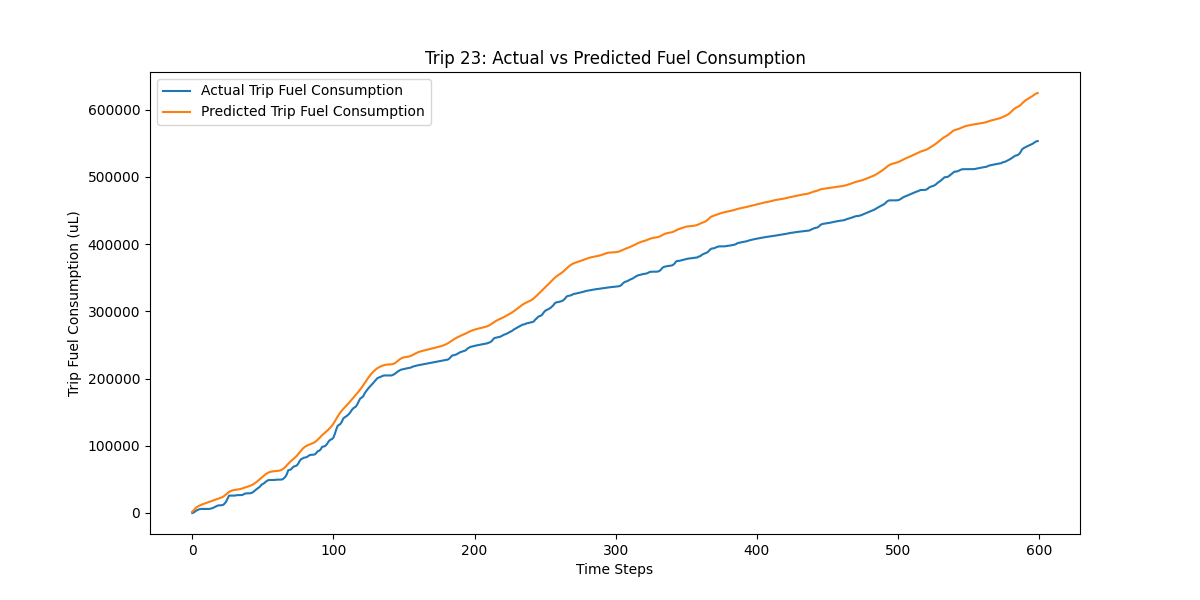 Trip 23: Actual vs Predicted Fuel Consumption
Actual Trip Fuel Consumption
Predicted Trip Fuel Consumption
Trip Fuel Consumption (uL)
600000
500000
400000
300000
200000
100000
0
0 100 200 300 400 500 600
Time Steps